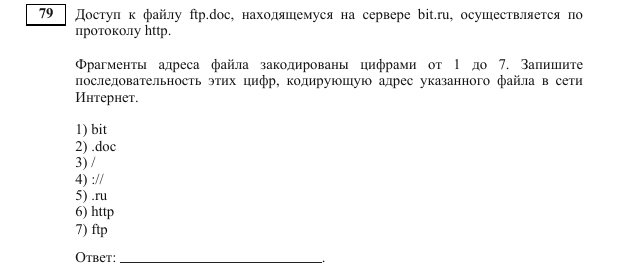 79
Доступ к файлу ftp.doc, находящемуся на сервере bit.ru, осуществляется по
протоколу http.
Фрагменты адреса файла закодированы цифрами от 1 до 7. Запишите
последовательность этих цифр, кодирующую адрес указанного файла в сети
Интернет.
1) bit
2) .doc
3) /
4) ://
5) .ru
6) http
7) ftp
Ответ: ____________________________.